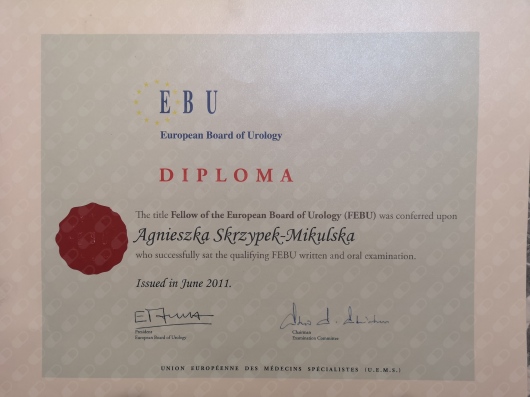 EBU
European Board of Urology
DIPLOMA
The title Fellow of the European Board of Urology (FEBU) was conferred upon
Agnieszka Skrzypek-Mikulska
who successfully sat the qualifying FEBU written and oral examination.
Issued in June 2011.
President
Chairman
European Board of Urology
Examination Committee
UNION EUROPÉENNE DES MÉDECINS SPÉCIALISTES (U.E.M.S.)